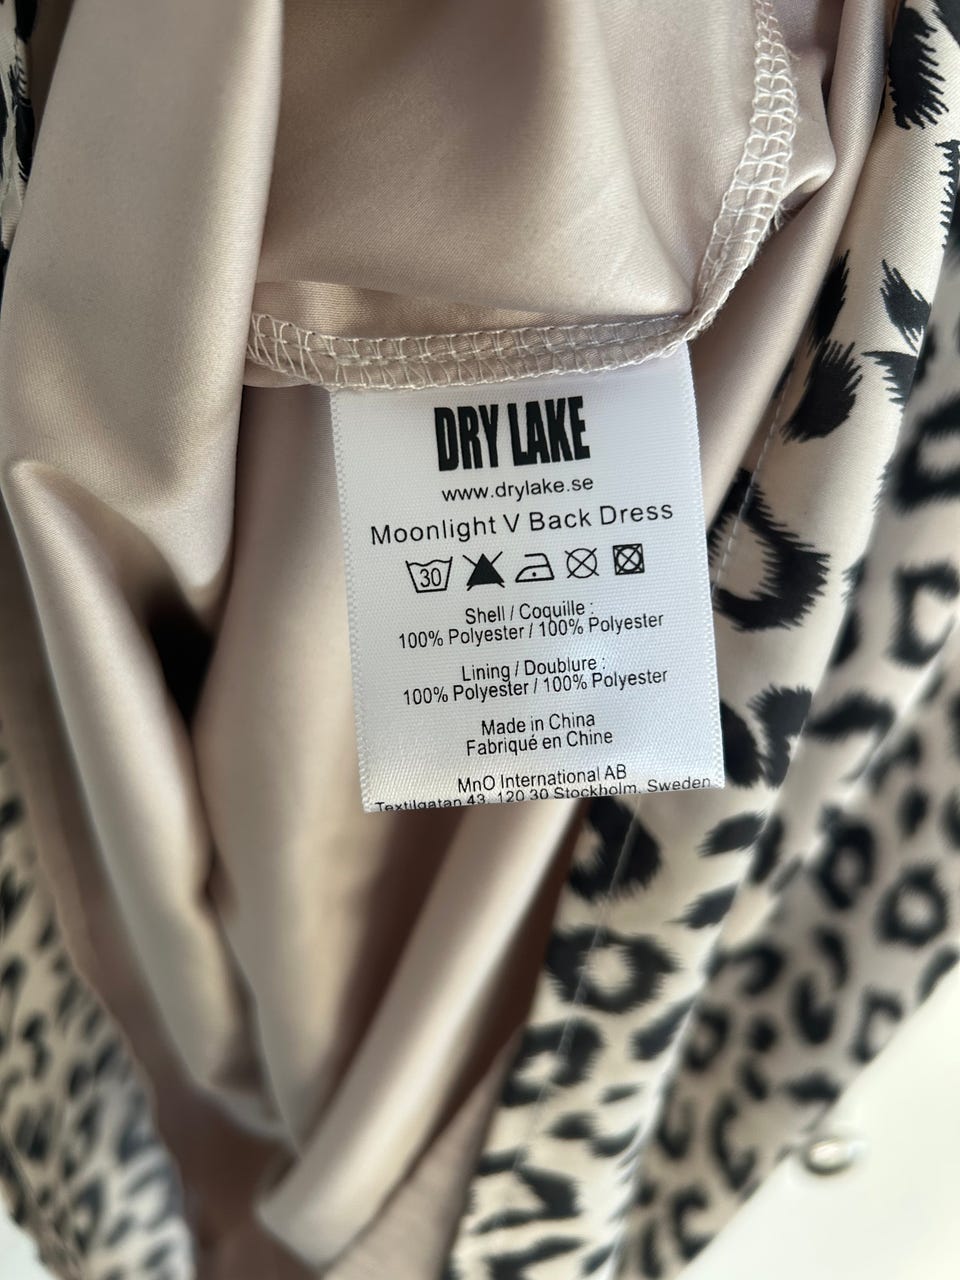 DRY LAKE
www.drylake.se
Moonlight V Back Dress
30
Shell / Coquille :
100% Polyester / 100% Polyester
Lining / Doublure :
100% Polyester / 100% Polyester
Made in China
Fabriqué en Chine
MnO International AB
Textilgatan 43, 120 30 Stockholm, Sweden